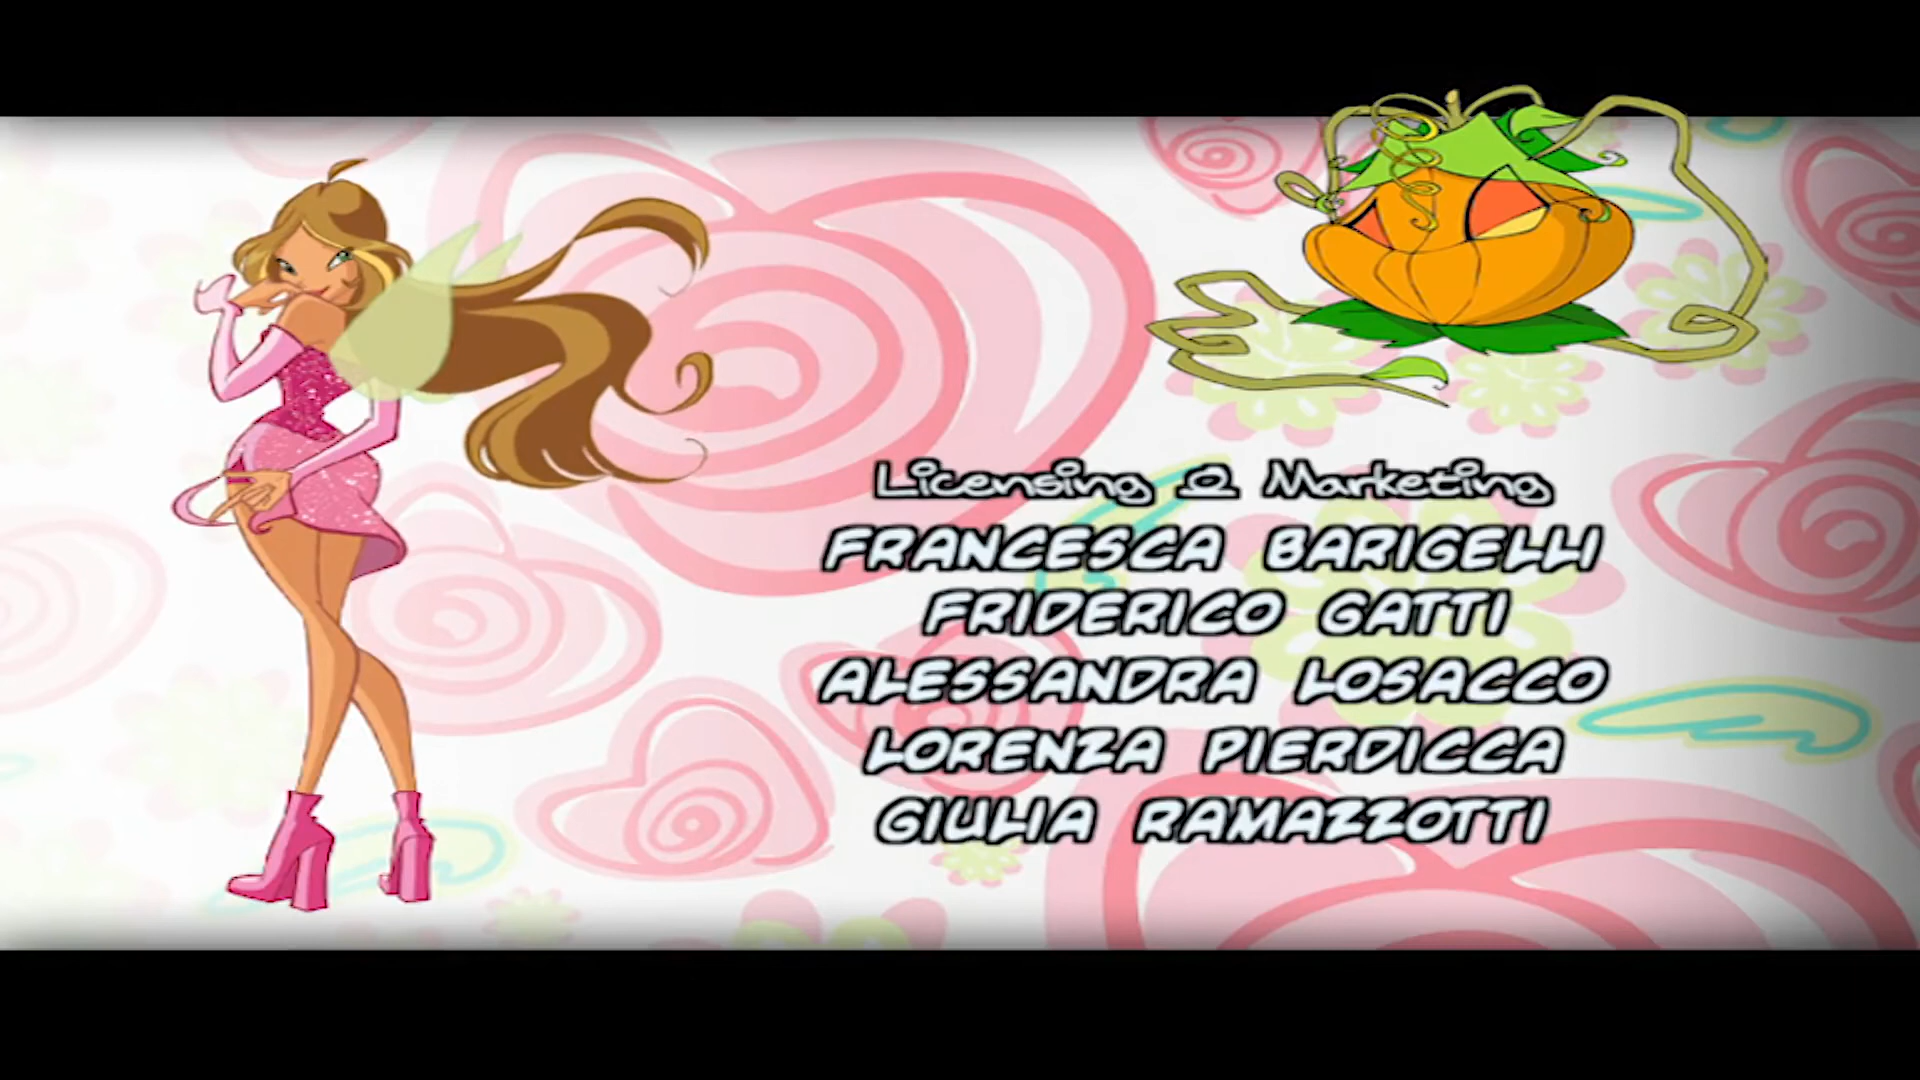 Licensing & Marketing
FRANCESCA BARIGELLI
FRIDERICO GATTI
ALESSANDRA LOSACCO
LORENZA PIERDICCA
GIULIA RAMAZZOTTI